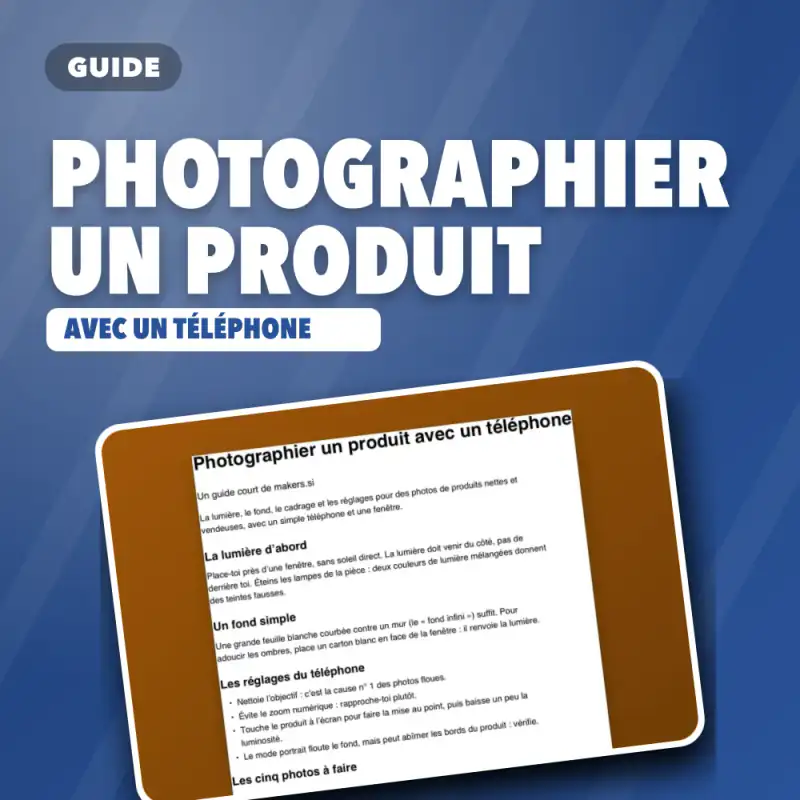 GUIDE
PHOTOGRAPHIER
UN PRODUIT
AVEC UN TÉLÉPHONE
Photographier un produit avec un téléphone
Un guide court de makers.si
La lumière, le fond, le cadrage et les réglages pour des photos de produits nettes et
vendeuses, avec un simple téléphone et une fenêtre.
La lumière d'abord
Place-toi près d'une fenêtre, sans soleil direct. La lumière doit venir du côté, pas de
derrière toi. Éteins les lampes de la pièce : deux couleurs de lumière mélangées donnent
des teintes fausses.
Un fond simple
Une grande feuille blanche courbée contre un mur (le « fond infini ») suffit. Pour
adoucir les ombres, place un carton blanc en face de la fenêtre : il renvoie la lumière.
Les réglages du téléphone
• Nettoie l'objectif : c'est la cause n° 1 des photos floues.
• Évite le zoom numérique : rapproche-toi plutôt.
• Touche le produit à l'écran pour faire la mise au point, puis baisse un peu la
luminosité.
• Le mode portrait floute le fond, mais peut abîmer les bords du produit : vérifie.
Les cinq photos à faire